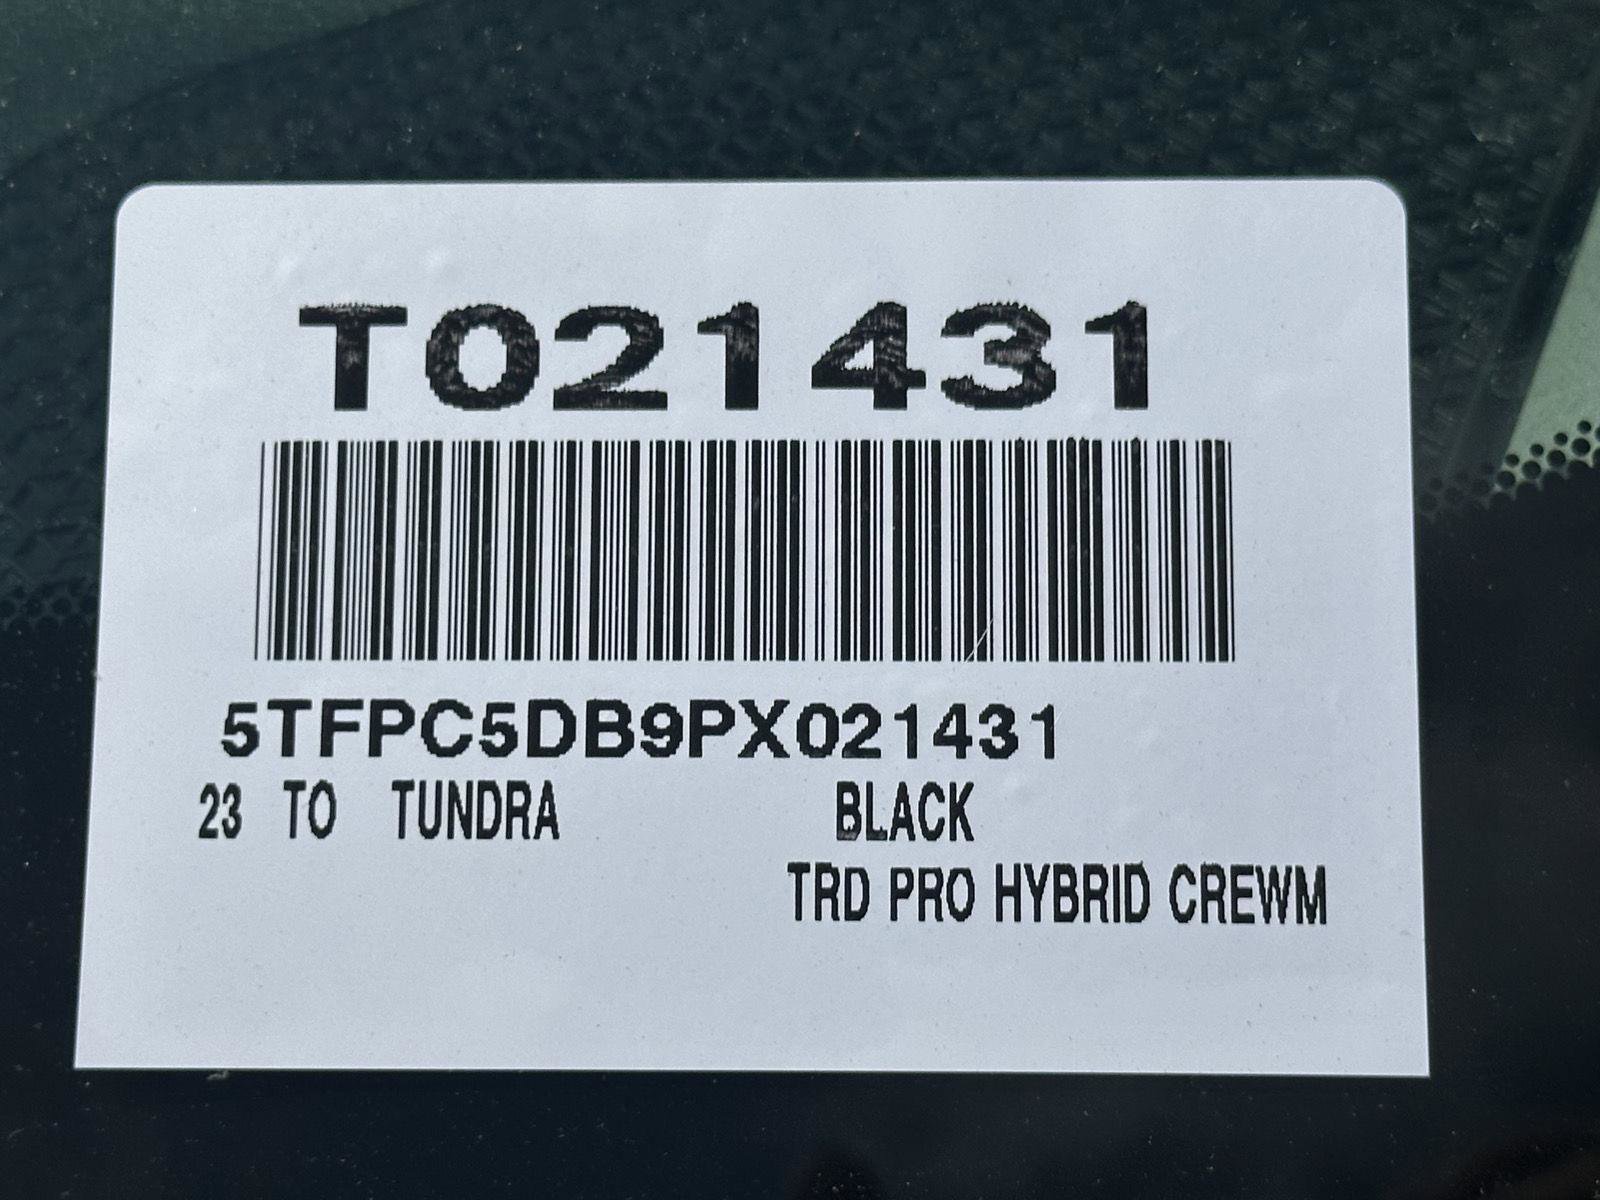 T021431
5TFPC5DB9PX021431
23 TO TUNDRA BLACK
TRD PRO HYBRID CREWM